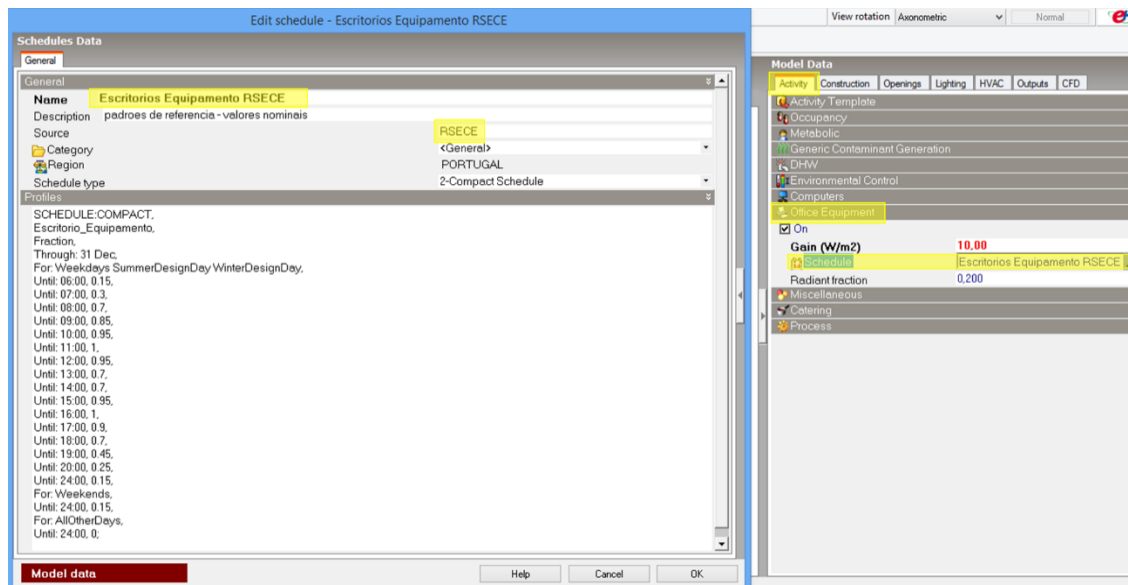 Edit schedule - Escritorios Equipamento RSECE
Schedules Data
General
General
Name Escritorios Equipamento RSECE
Description padroes de referencia - valores nominais
Source RSECE
Category <General>
Region PORTUGAL
Schedule type 2-Compact Schedule
Profiles
SCHEDULE:COMPACT,
Escritorio_Equipamento,
Fraction,
Through: 31 Dec,
For: Weekdays SummerDesignDay WinterDesignDay,
Until: 06:00, 0.15,
Until: 07:00, 0.3,
Until: 08:00, 0.7,
Until: 09:00, 0.85,
Until: 10:00, 0.95,
Until: 11:00, 1,
Until: 12:00, 0.95,
Until: 13:00, 0.7,
Until: 14:00, 0.7,
Until: 15:00, 0.95,
Until: 16:00, 1,
Until: 17:00, 0.9,
Until: 18:00, 0.7,
Until: 19:00, 0.45,
Until: 20:00, 0.25,
Until: 24:00, 0.15,
For: Weekends,
Until: 24:00, 0.15,
For: AllOtherDays,
Until: 24:00, 0;
Model data
Help Cancel OK
View rotation Axonometric Normal
Model Data
Activity Construction Openings Lighting HVAC Outputs CFD
Activity Template
Occupancy
Metabolic
Generic Contaminant Generation
DHW
Environmental Control
Computers
Office Equipment
On
Gain (W/m2) 10,00
Schedule Escritorios Equipamento RSECE
Radiant fraction 0,200
Miscellaneous
Catering
Process